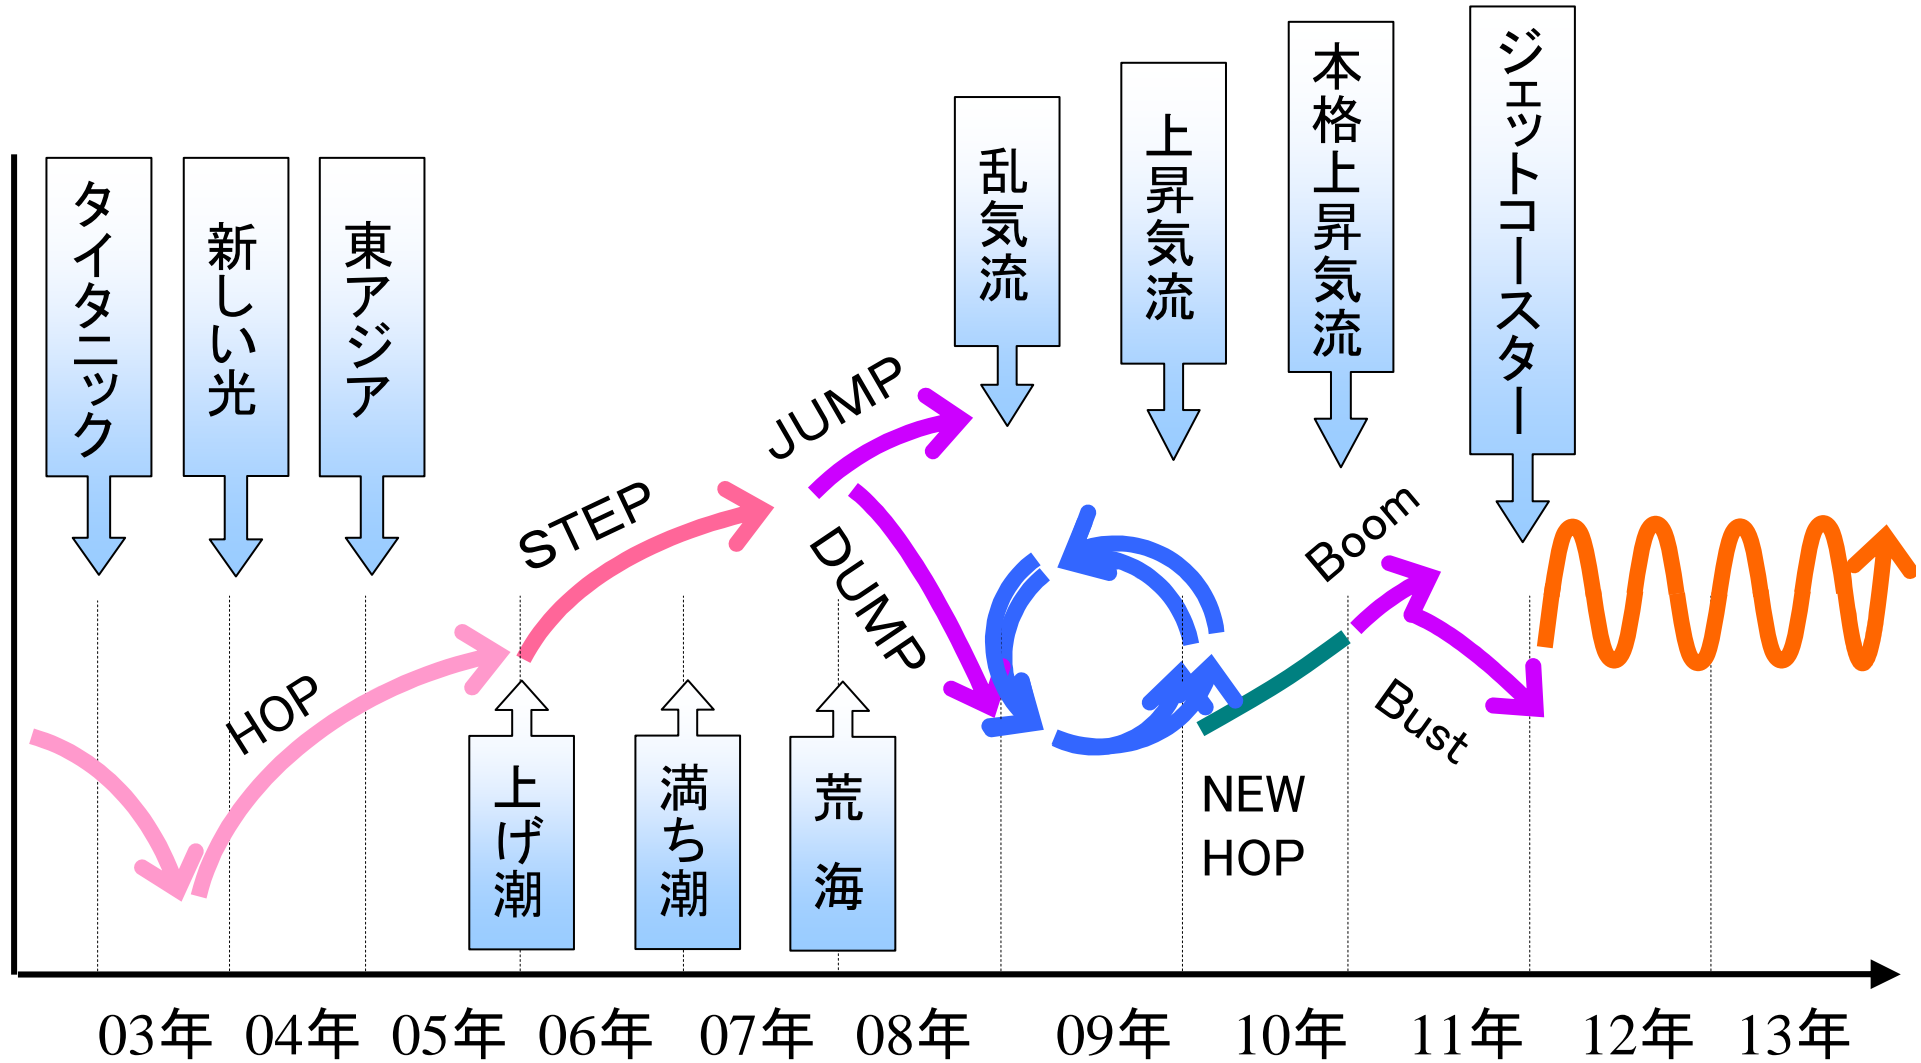 タイタニック
新しい光
東アジア
乱気流
上昇気流
本格上昇気流
ジェットコースター
HOP
STEP
JUMP
DUMP
Boom
Bust
NEW
HOP
上げ潮
満ち潮
荒海
03年 04年 05年 06年 07年 08年 09年 10年 11年 12年 13年